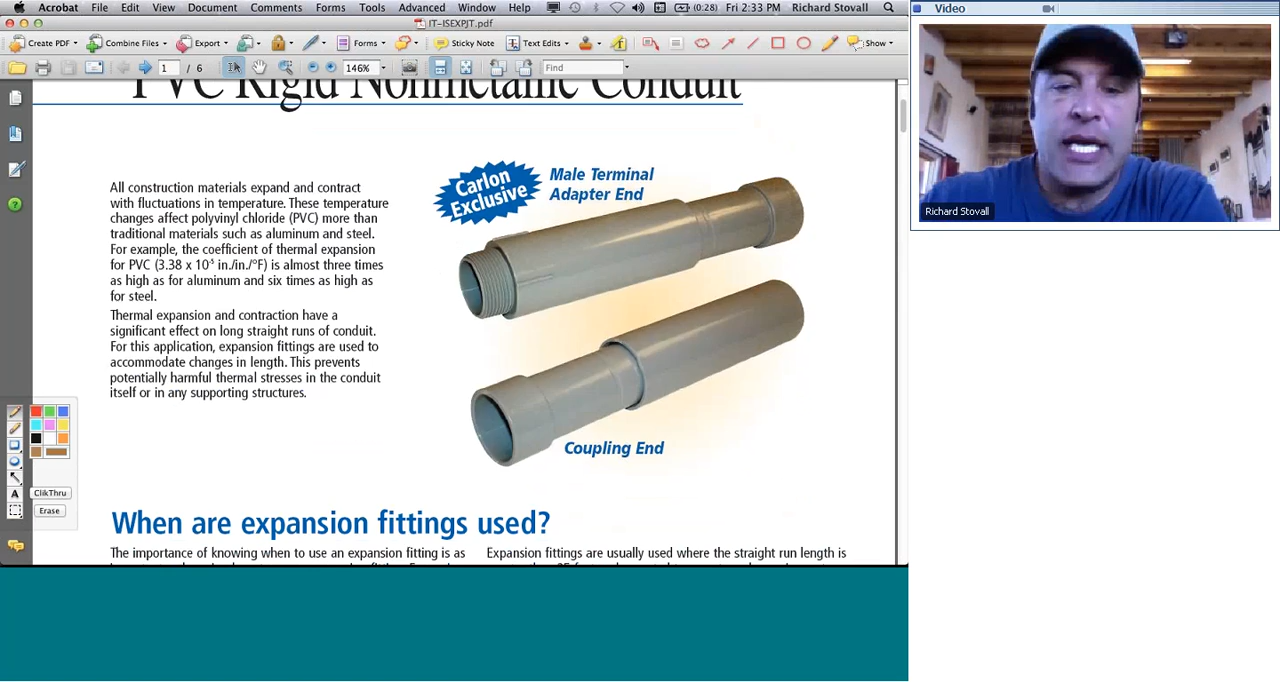 Acrobat File Edit View Document Comments Forms Tools Advanced Window Help (0:28) Fri 2:33 PM Richard Stovall
IT-ISEXPJT.pdf
Create PDF Combine Files Export Forms Sticky Note Text Edits Show
1 / 6 146% Find
PVC Rigid Nonmetallic Conduit
All construction materials expand and contract
with fluctuations in temperature. These temperature
changes affect polyvinyl chloride (PVC) more than
traditional materials such as aluminum and steel.
For example, the coefficient of thermal expansion
for PVC (3.38 x 10⁻⁵ in./in./°F) is almost three times
as high as for aluminum and six times as high as
for steel.
Thermal expansion and contraction have a
significant effect on long straight runs of conduit.
For this application, expansion fittings are used to
accommodate changes in length. This prevents
potentially harmful thermal stresses in the conduit
itself or in any supporting structures.
Carlon
Exclusive
Male Terminal
Adapter End
Coupling End
A
ClikThru
Erase
When are expansion fittings used?
The importance of knowing when to use an expansion fitting is as
Expansion fittings are usually used where the straight run length is
Video
Richard Stovall